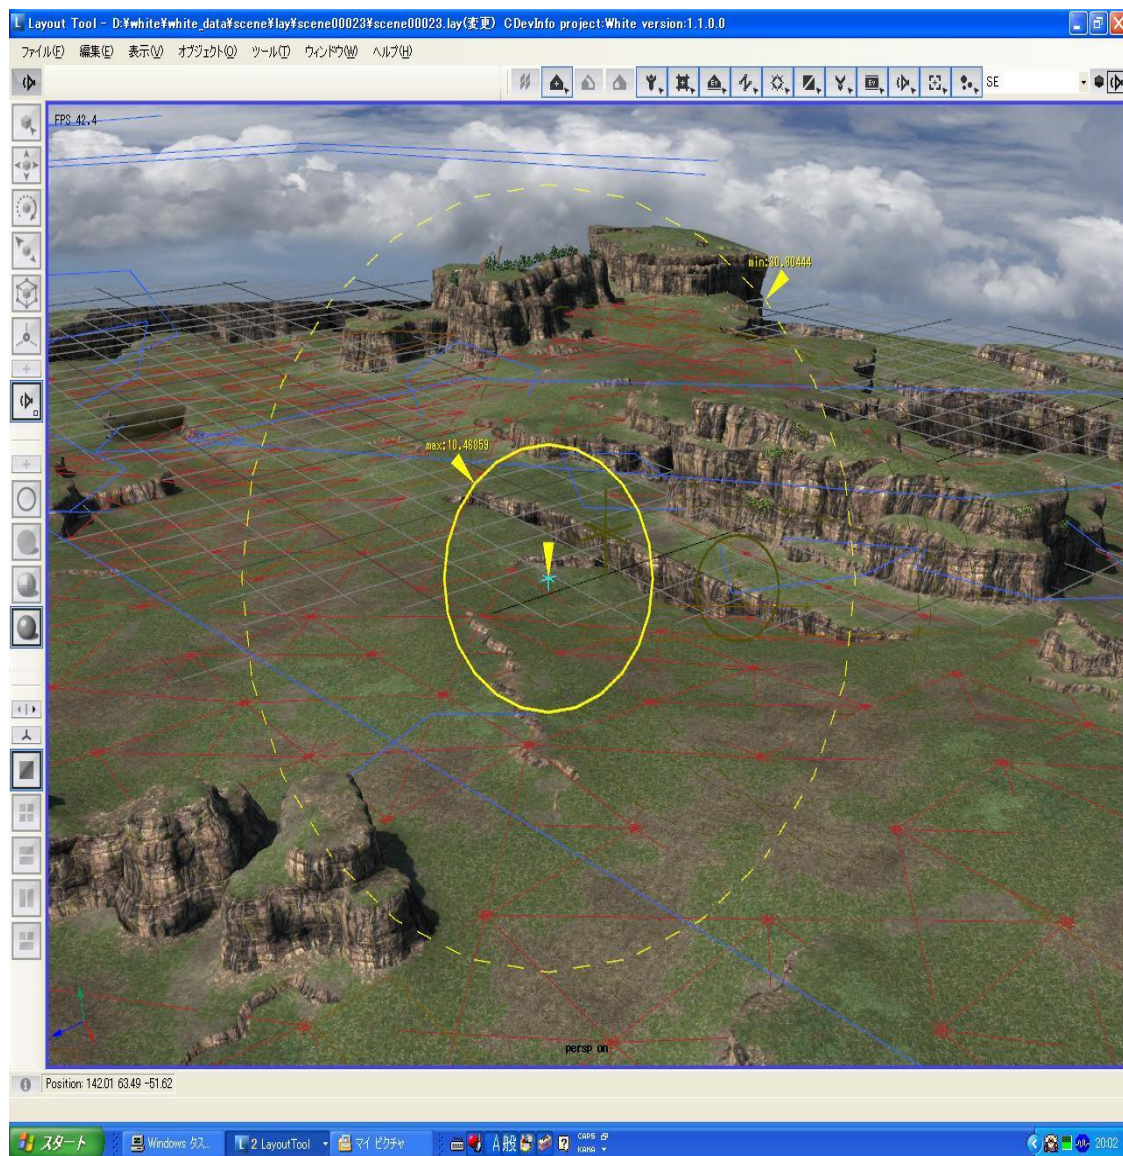 Layout Tool - D:¥white¥white_data¥scene¥lay¥scene00023¥scene00023.lay(変更) CDevInfo project:White version:1.1.0.0
ファイル(F) 編集(E) 表示(V) オブジェクト(O) ツール(T) ウィンドウ(W) ヘルプ(H)
SE
FPS 42.4
min:30.80444
max:10.46859
persp on
Position: 142.01 63.49 -51.62
スタート Windows タス... 2 LayoutTool マイ ピクチャ A 般 CAPS KANA 20:02